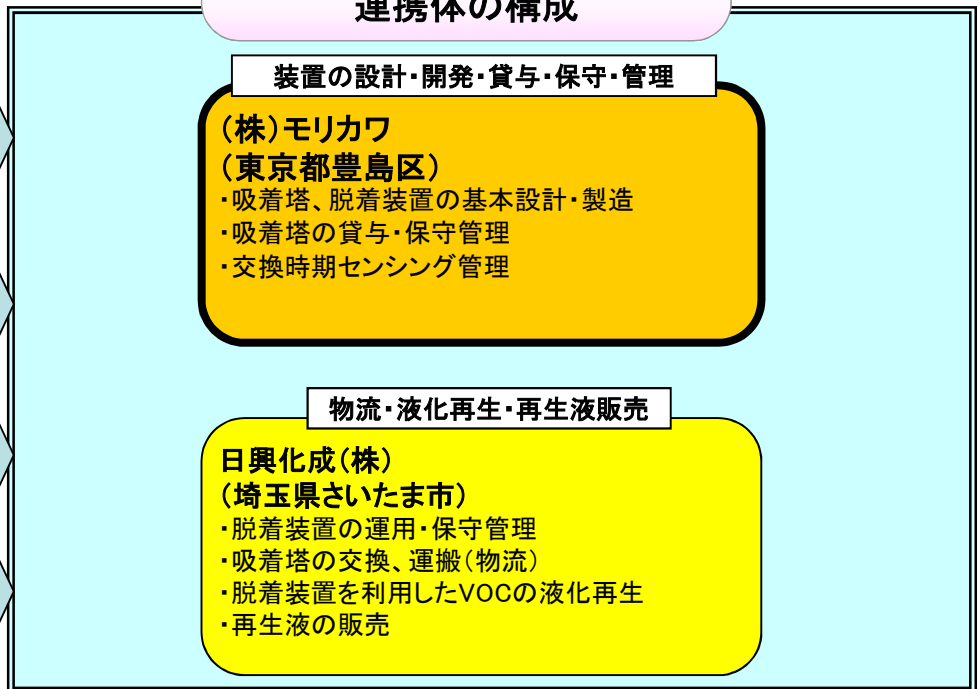 連携体の構成
装置の設計・開発・貸与・保守・管理
(株)モリカワ
(東京都豊島区)
・吸着塔、脱着装置の基本設計・製造
・吸着塔の貸与・保守管理
・交換時期センシング管理
物流・液化再生・再生液販売
日興化成(株)
(埼玉県さいたま市)
・脱着装置の運用・保守管理
・吸着塔の交換、運搬(物流)
・脱着装置を利用したVOCの液化再生
・再生液の販売